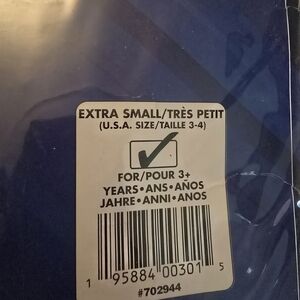 EXTRA SMALL/TRÈS PETIT
(U.S.A. SIZE/TAILLE 3-4)
FOR/POUR 3+
YEARS•ANS•AÑOS
JAHRE•ANNI•ANOS
1 95884 00301 5
#702944